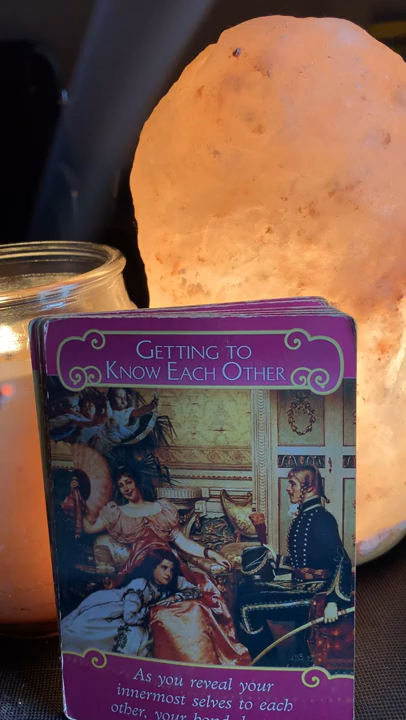 GETTING TO
KNOW EACH OTHER
As you reveal your
innermost selves to each
other, your bond